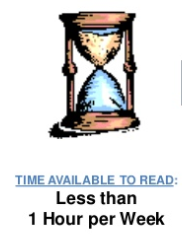 TIME AVAILABLE TO READ:
Less than
1 Hour per Week